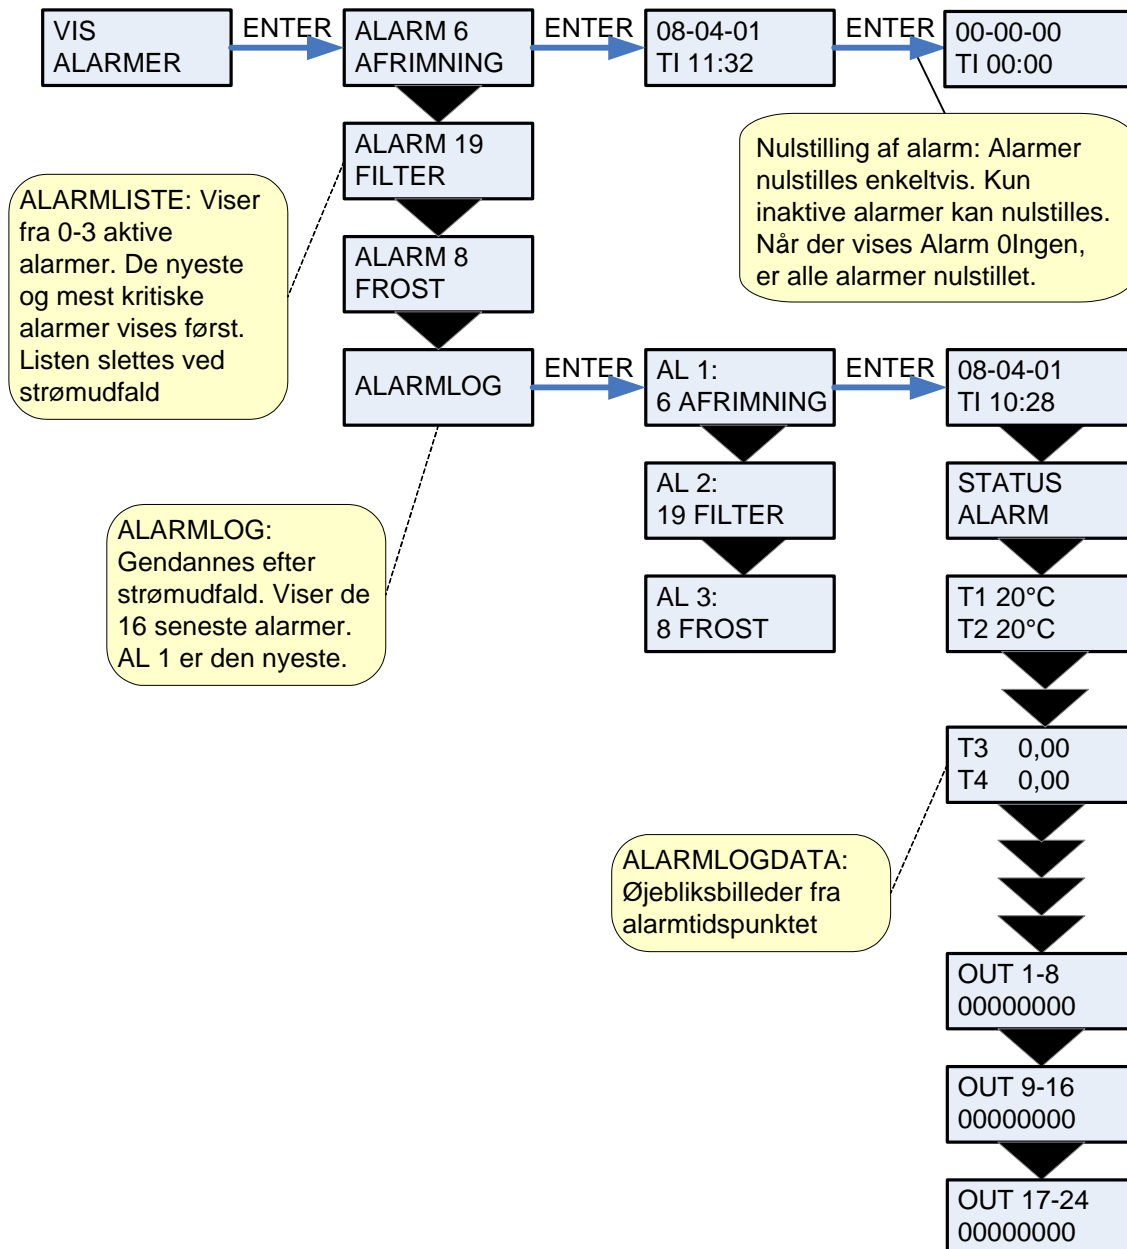 VIS
ALARMER
ENTER
ALARM 6
AFRIMNING
ENTER
08-04-01
TI 11:32
ENTER
00-00-00
TI 00:00
Nulstilling af alarm: Alarmer
nulstilles enkeltvis. Kun
inaktive alarmer kan nulstilles.
Når der vises Alarm 0Ingen,
er alle alarmer nulstillet.
ALARM 19
FILTER
ALARMLISTE: Viser
fra 0-3 aktive
alarmer. De nyeste
og mest kritiske
alarmer vises først.
Listen slettes ved
strømudfald
ALARM 8
FROST
ALARMLOG
ENTER
AL 1:
6 AFRIMNING
ENTER
08-04-01
TI 10:28
AL 2:
19 FILTER
STATUS
ALARM
ALARMLOG:
Gendannes efter
strømudfald. Viser de
16 seneste alarmer.
AL 1 er den nyeste.
AL 3:
8 FROST
T1 20°C
T2 20°C
T3 0,00
T4 0,00
ALARMLOGDATA:
Øjebliksbilleder fra
alarmtidspunktet
OUT 1-8
00000000
OUT 9-16
00000000
OUT 17-24
00000000